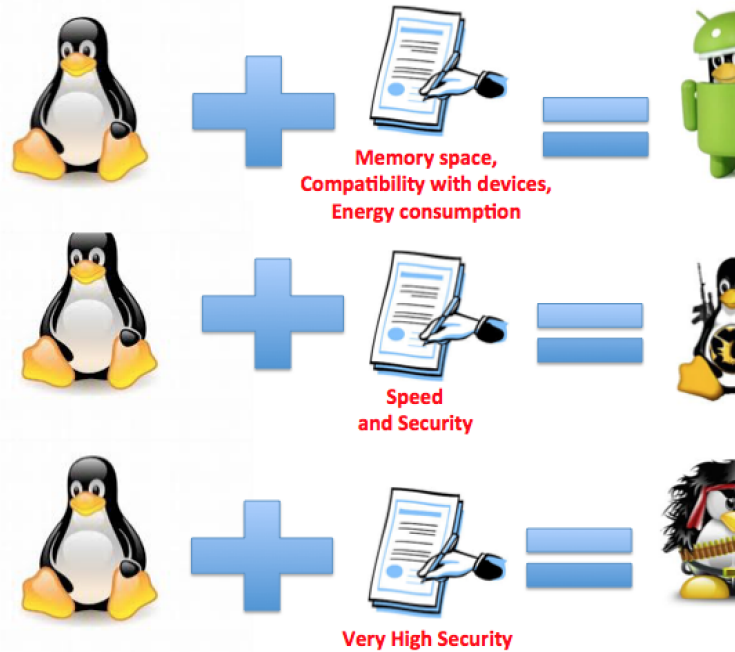 Memory space,
Compatibility with devices,
Energy consumption
Speed
and Security
Very High Security